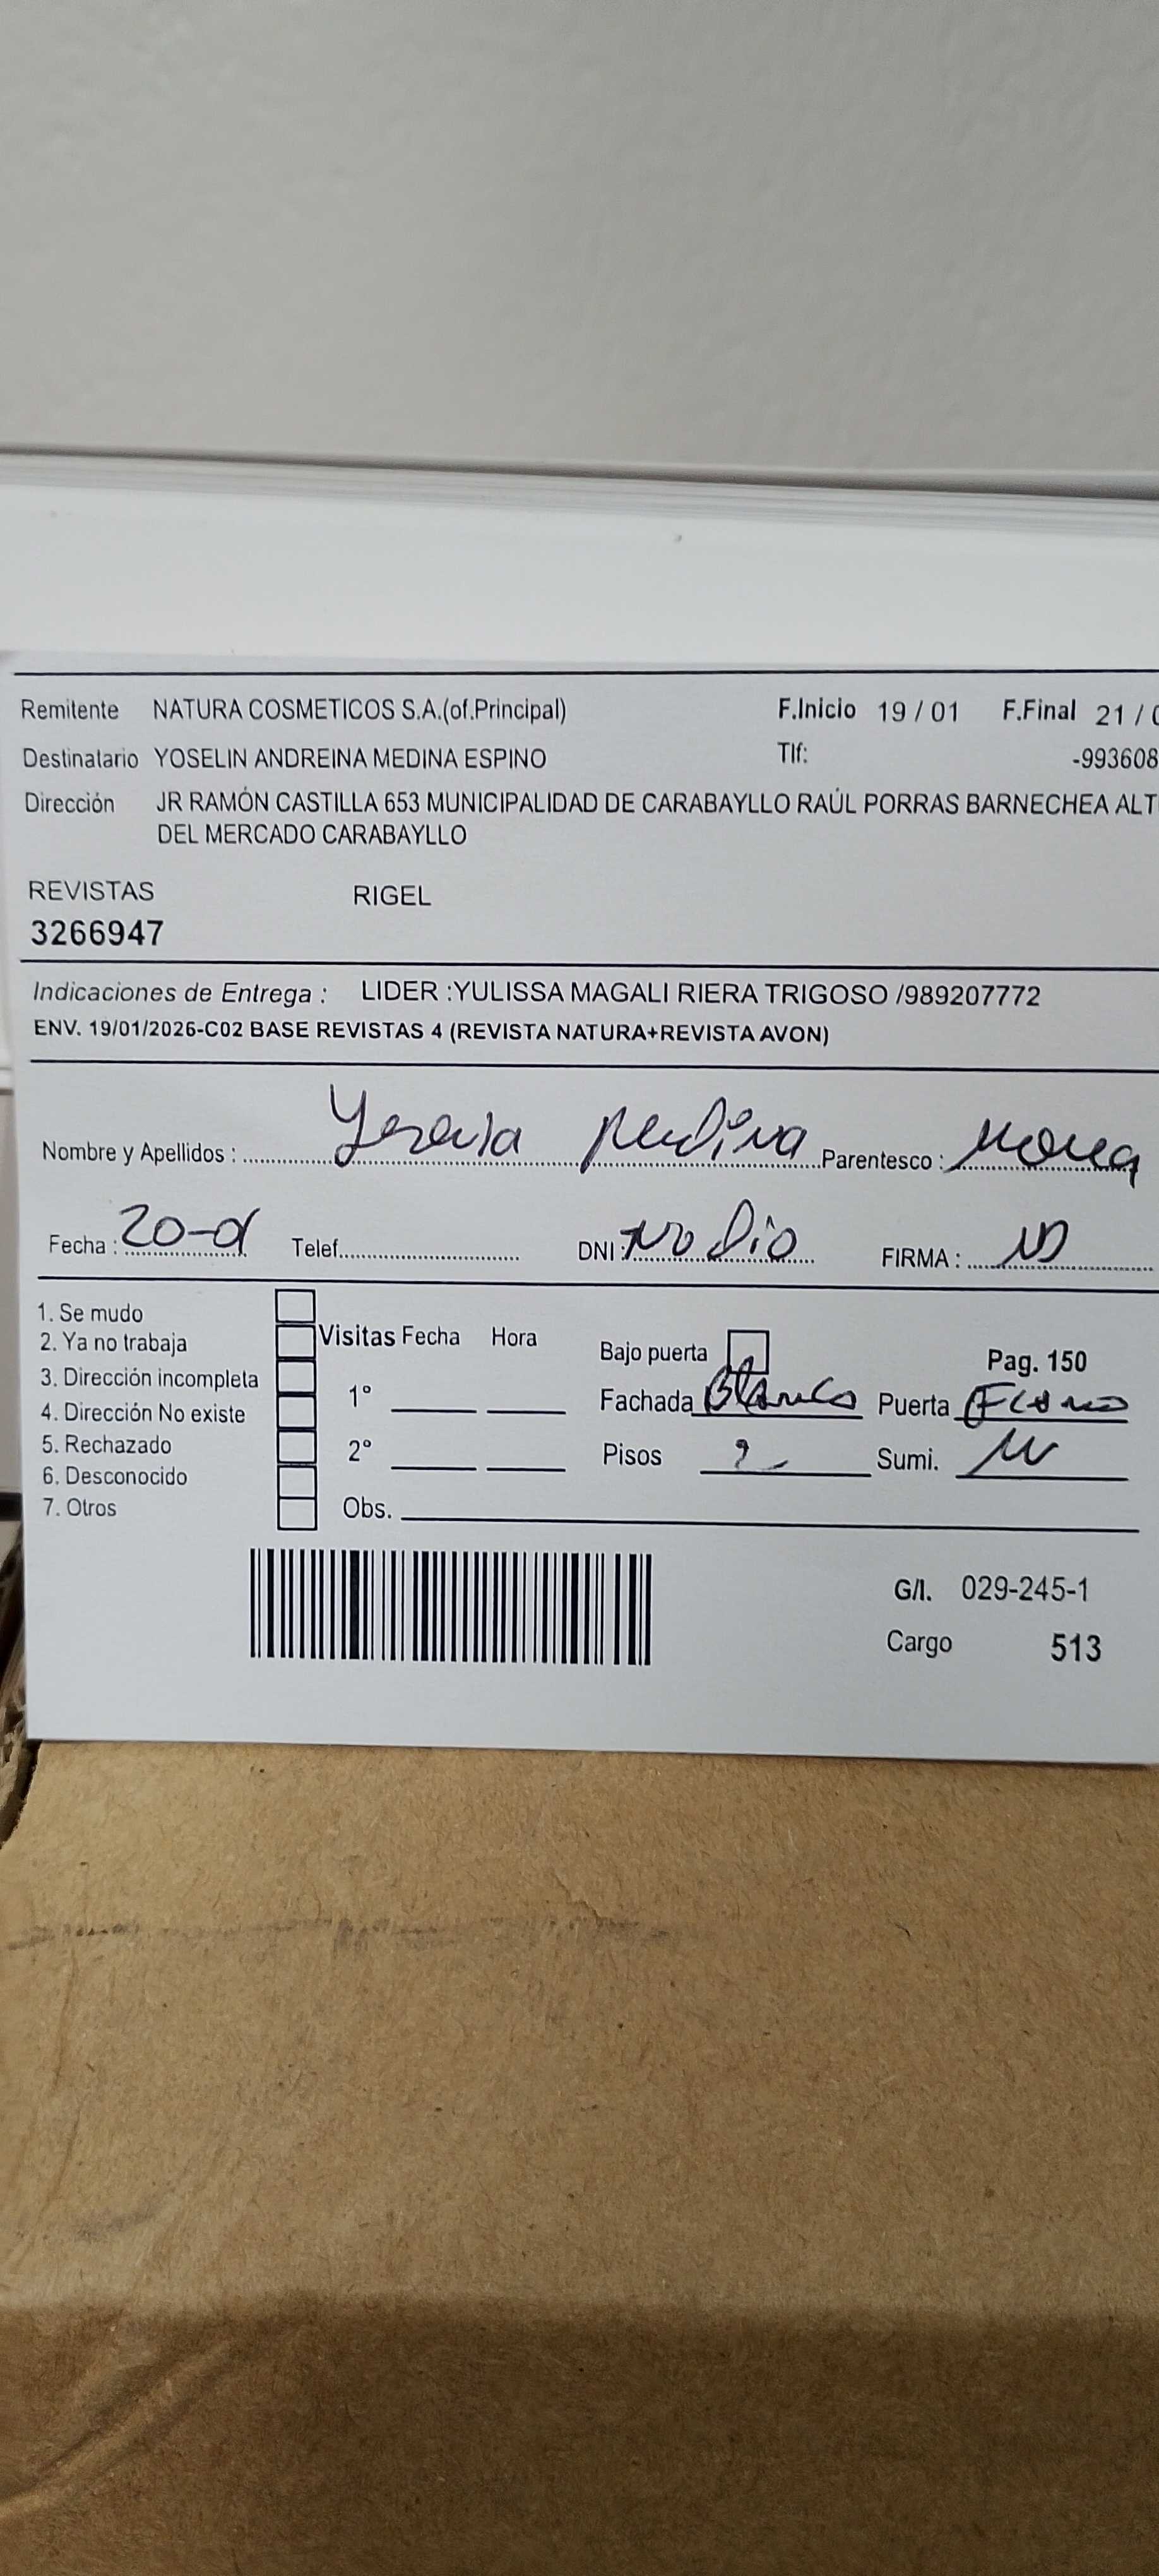 Remitente NATURA COSMETICOS S.A.(of.Principal) F.Inicio 19 / 01 F.Final 21 /
Destinatario YOSELIN ANDREINA MEDINA ESPINO Tlf: -993608
Dirección JR RAMÓN CASTILLA 653 MUNICIPALIDAD DE CARABAYLLO RAÚL PORRAS BARNECHEA ALT
DEL MERCADO CARABAYLLO
REVISTAS RIGEL
3266947
Indicaciones de Entrega : LIDER :YULISSA MAGALI RIERA TRIGOSO /989207772
ENV. 19/01/2026-C02 BASE REVISTAS 4 (REVISTA NATURA+REVISTA AVON)
Nombre y Apellidos : Medina Parentesco :
Fecha : 20-01 Telef. DNI : No Dio FIRMA :
1. Se mudo
2. Ya no trabaja
3. Dirección incompleta
4. Dirección No existe
5. Rechazado
6. Desconocido
7. Otros
Visitas Fecha Hora
1°
2°
Obs.
Bajo puerta Pag. 150
Fachada Blanco Puerta
Pisos 2 Sumi.
G/I. 029-245-1
Cargo 513